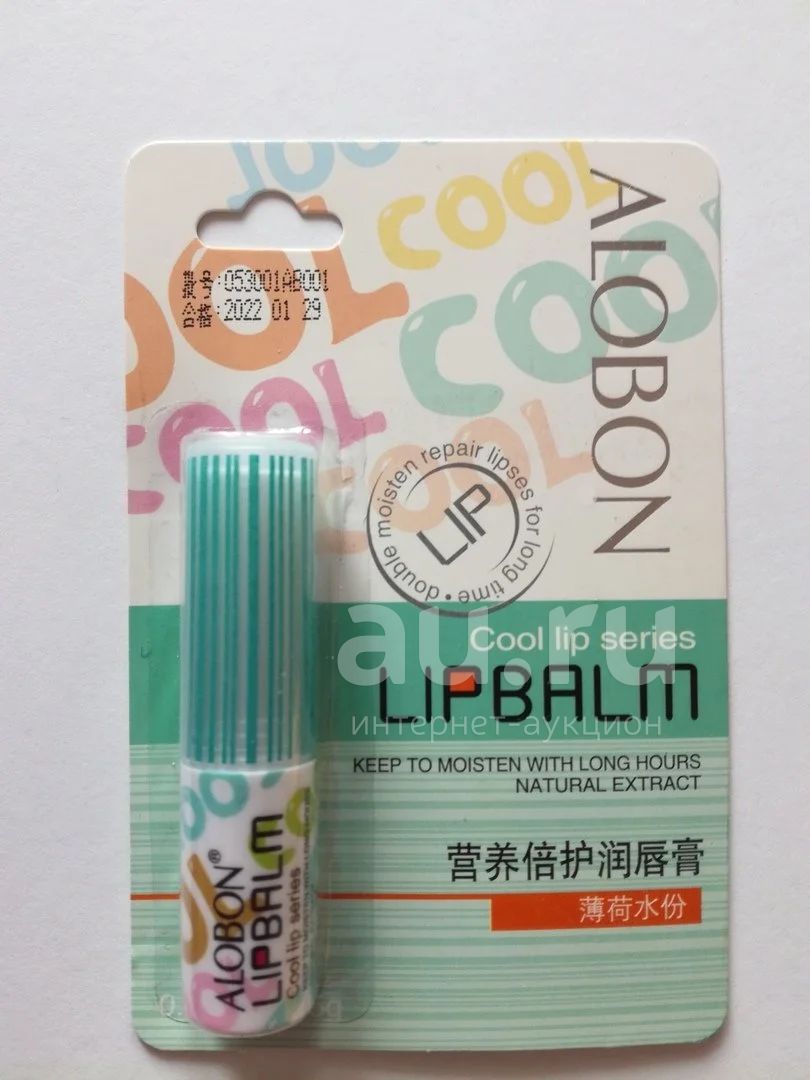 COOL
COOL
COOL
COOL
COOL
ALOBON
批号:053001AB001
合格:2022 01 29
double moisten repair lipses for long time •
LIP
Cool lip series
LIPBALM
au.ru
интернет-аукцион
KEEP TO MOISTEN WITH LONG HOURS
NATURAL EXTRACT
营养倍护润唇膏
薄荷水份
ALOBON®
LIPBALM
Cool lip series